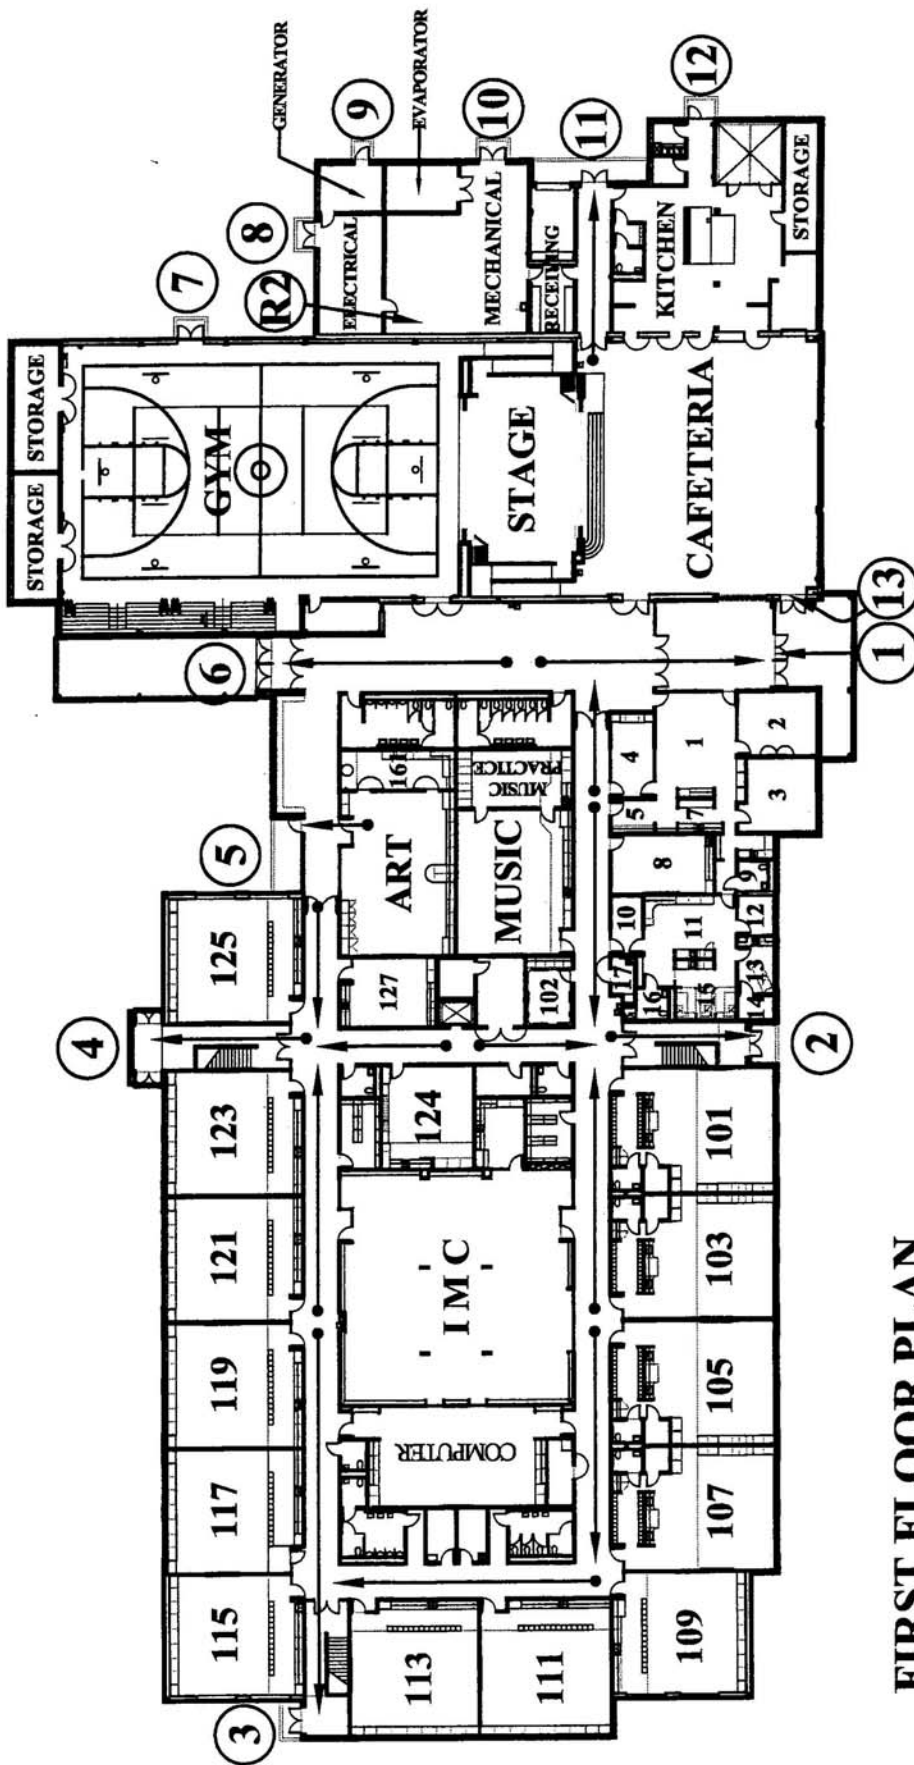 GENERATOR
EVAPORATOR
7
8
9
10
11
12
STORAGE
STORAGE
GYM
R2
ELECTRICAL
MECHANICAL
RECEIVING
STAGE
KITCHEN
STORAGE
CAFETERIA
6
13
1
5
161
ART
MUSIC
PRACTICE
MUSIC
4
1
2
3
5
7
8
9
10
11
12
13
14
15
16
17
4
125
127
102
2
123
121
119
117
115
124
IMC
COMPUTER
101
103
105
107
109
3
113
111
FIRST FLOOR PLAN